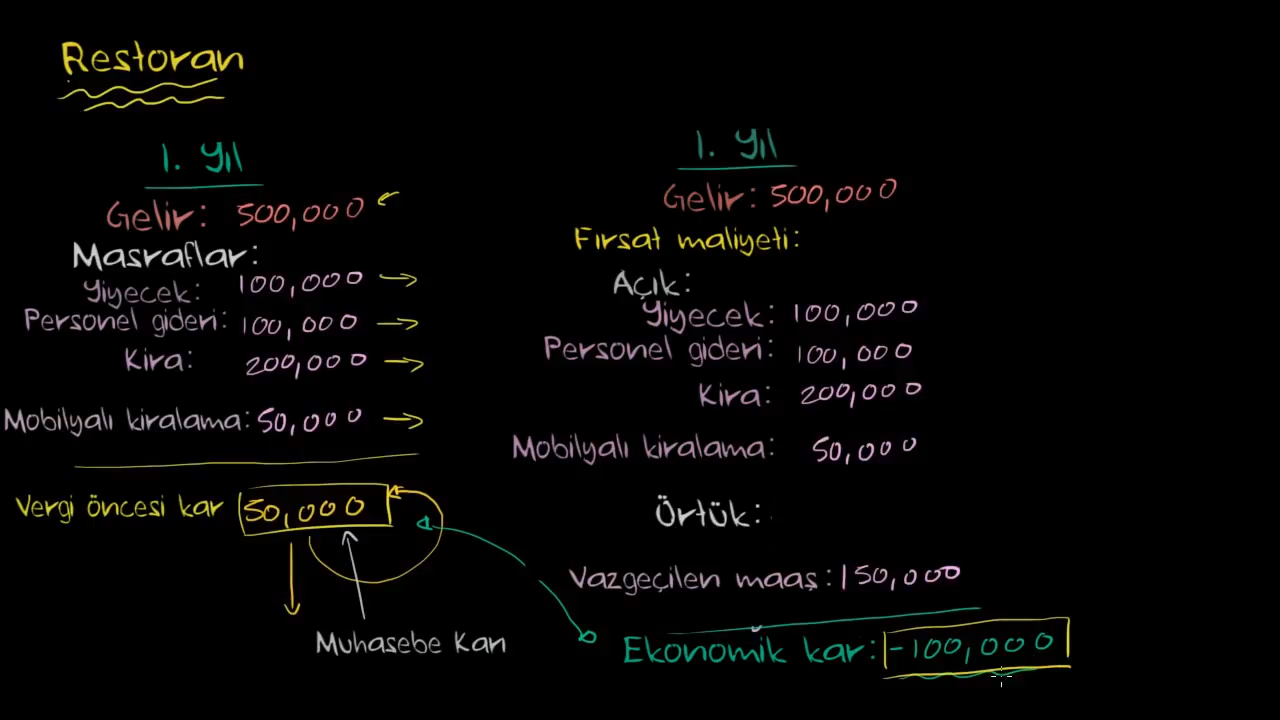 Restoran
1. Yıl
Gelir: 500,000
Masraflar:
Yiyecek: 100,000
Personel gideri: 100,000
Kira: 200,000
Mobilyalı kiralama: 50,000
Vergi öncesi kar 50,000
Muhasebe Karı
1. Yıl
Gelir: 500,000
Fırsat maliyeti:
Açık:
Yiyecek: 100,000
Personel gideri: 100,000
Kira: 200,000
Mobilyalı kiralama: 50,000
Örtük:
Vazgeçilen maaş: 150,000
Ekonomik kar: -100,000